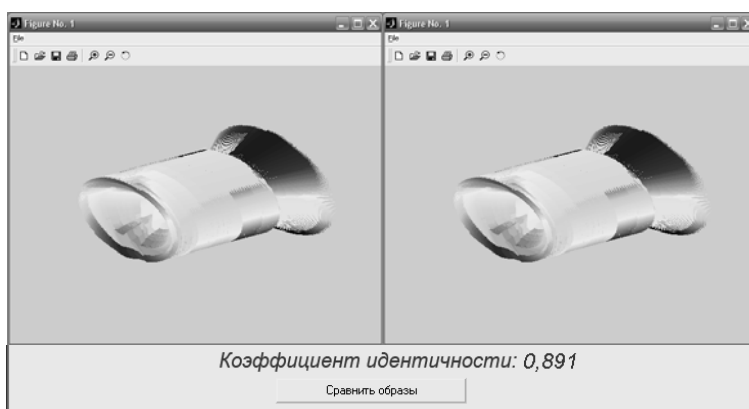 Figure No. 1
File
Figure No. 1
File
Коэффициент идентичности: 0,891
Сравнить образы